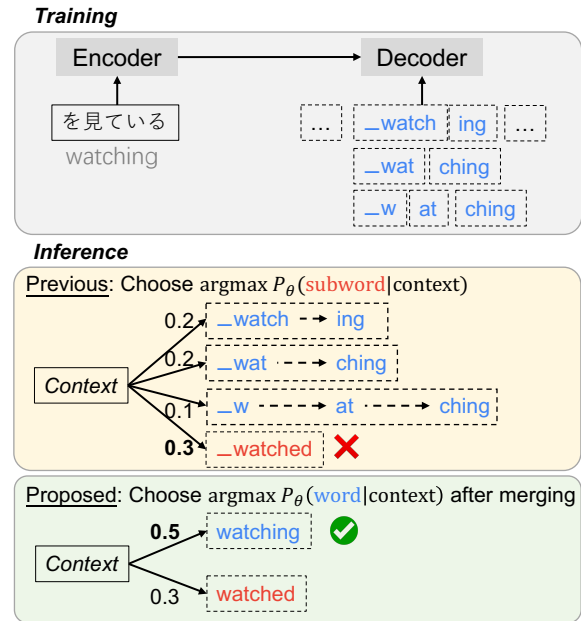 Training
Encoder Decoder
を見ている ... _watch ing ...
watching
_wat ching
_w at ching
Inference
Previous: Choose argmax P_θ(subword|context)
0.2 _watch ing
0.2 _wat ching
Context
0.1 _w at ching
0.3 _watched
Proposed: Choose argmax P_θ(word|context) after merging
0.5 watching
Context
0.3 watched